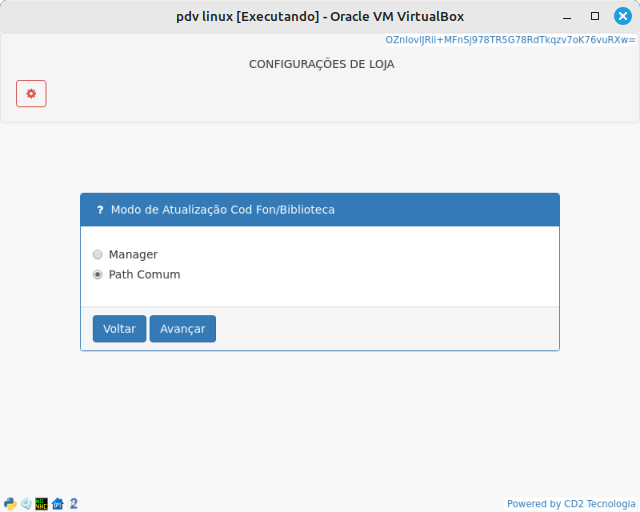 pdv linux [Executando] - Oracle VM VirtualBox
OZnIovIJRii+MFnSj978TR5G78RdTkqzv7oK76vuRXw=
CONFIGURAÇÕES DE LOJA
? Modo de Atualização Cod Fon/Biblioteca
Manager
Path Comum
Voltar Avançar
Powered by CD2 Tecnologia